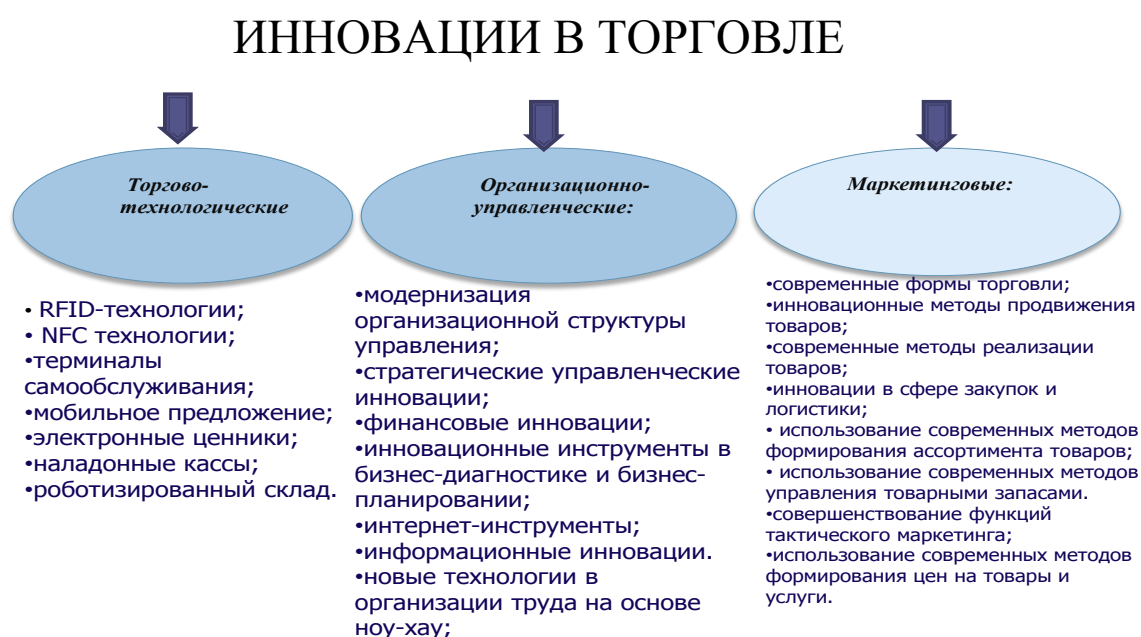 ИННОВАЦИИ В ТОРГОВЛЕ
Торгово-
технологические
• RFID-технологии;
• NFC технологии;
•терминалы
самообслуживания;
•мобильное предложение;
•электронные ценники;
•наладонные кассы;
•роботизированный склад.
Организационно-
управленческие:
•модернизация
организационной структуры
управления;
•стратегические управленческие
инновации;
•финансовые инновации;
•инновационные инструменты в
бизнес-диагностике и бизнес-
планировании;
•интернет-инструменты;
•информационные инновации.
•новые технологии в
организации труда на основе
ноу-хау;
Маркетинговые:
•современные формы торговли;
•инновационные методы продвижения
товаров;
•современные методы реализации
товаров;
•инновации в сфере закупок и
логистики;
• использование современных методов
формирования ассортимента товаров;
• использование современных методов
управления товарными запасами.
•совершенствование функций
тактического маркетинга;
•использование современных методов
формирования цен на товары и
услуги.